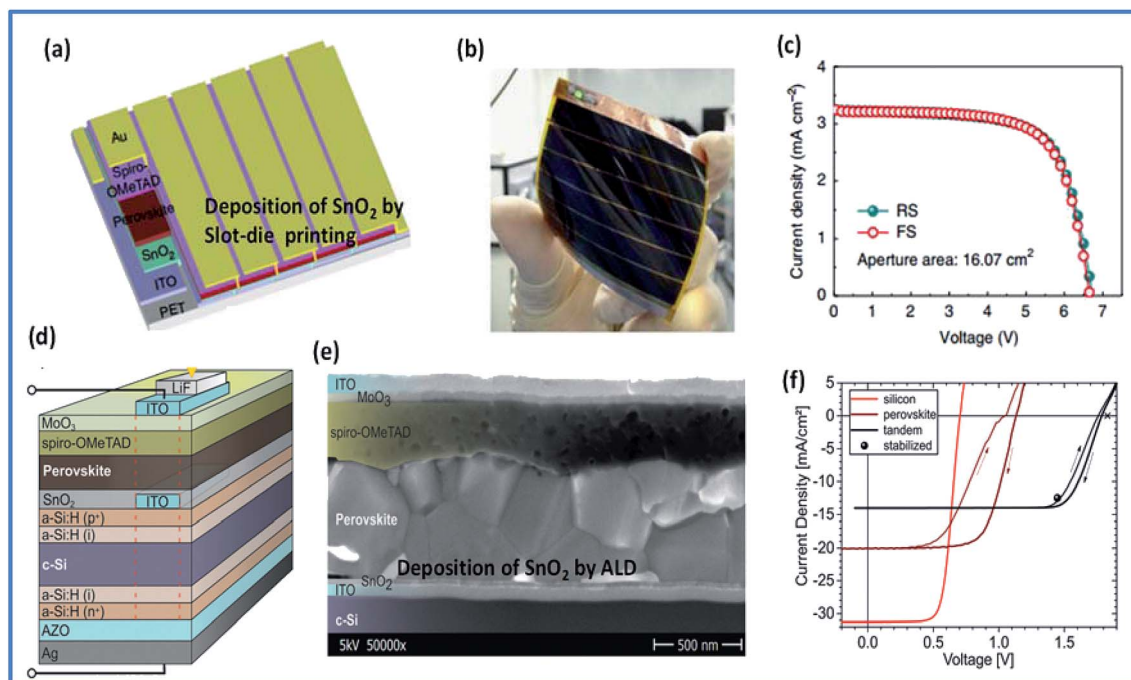 (a)
Au
Spiro-
OMeTAD
Perovskite
SnO₂
ITO
PET
Deposition of SnO₂ by
Slot-die printing
(b)
(c)
Current density (mA cm⁻²)
4
3
2
1
0
RS
FS
Aperture area: 16.07 cm²
0 1 2 3 4 5 6 7
Voltage (V)
(d)
LiF
ITO
MoO₃
spiro-OMeTAD
Perovskite
SnO₂ ITO
a-Si:H (p⁺)
a-Si:H (i)
c-Si
a-Si:H (i)
a-Si:H (n⁺)
AZO
Ag
(e)
ITO
MoO₃
spiro-OMeTAD
Perovskite
Deposition of SnO₂ by ALD
SnO₂
ITO
c-Si
5kV 50000x
500 nm
(f)
Current Density [mA/cm²]
5
0
-5
-10
-15
-20
-25
-30
silicon
perovskite
tandem
stabilized
0.0 0.5 1.0 1.5
Voltage [V]